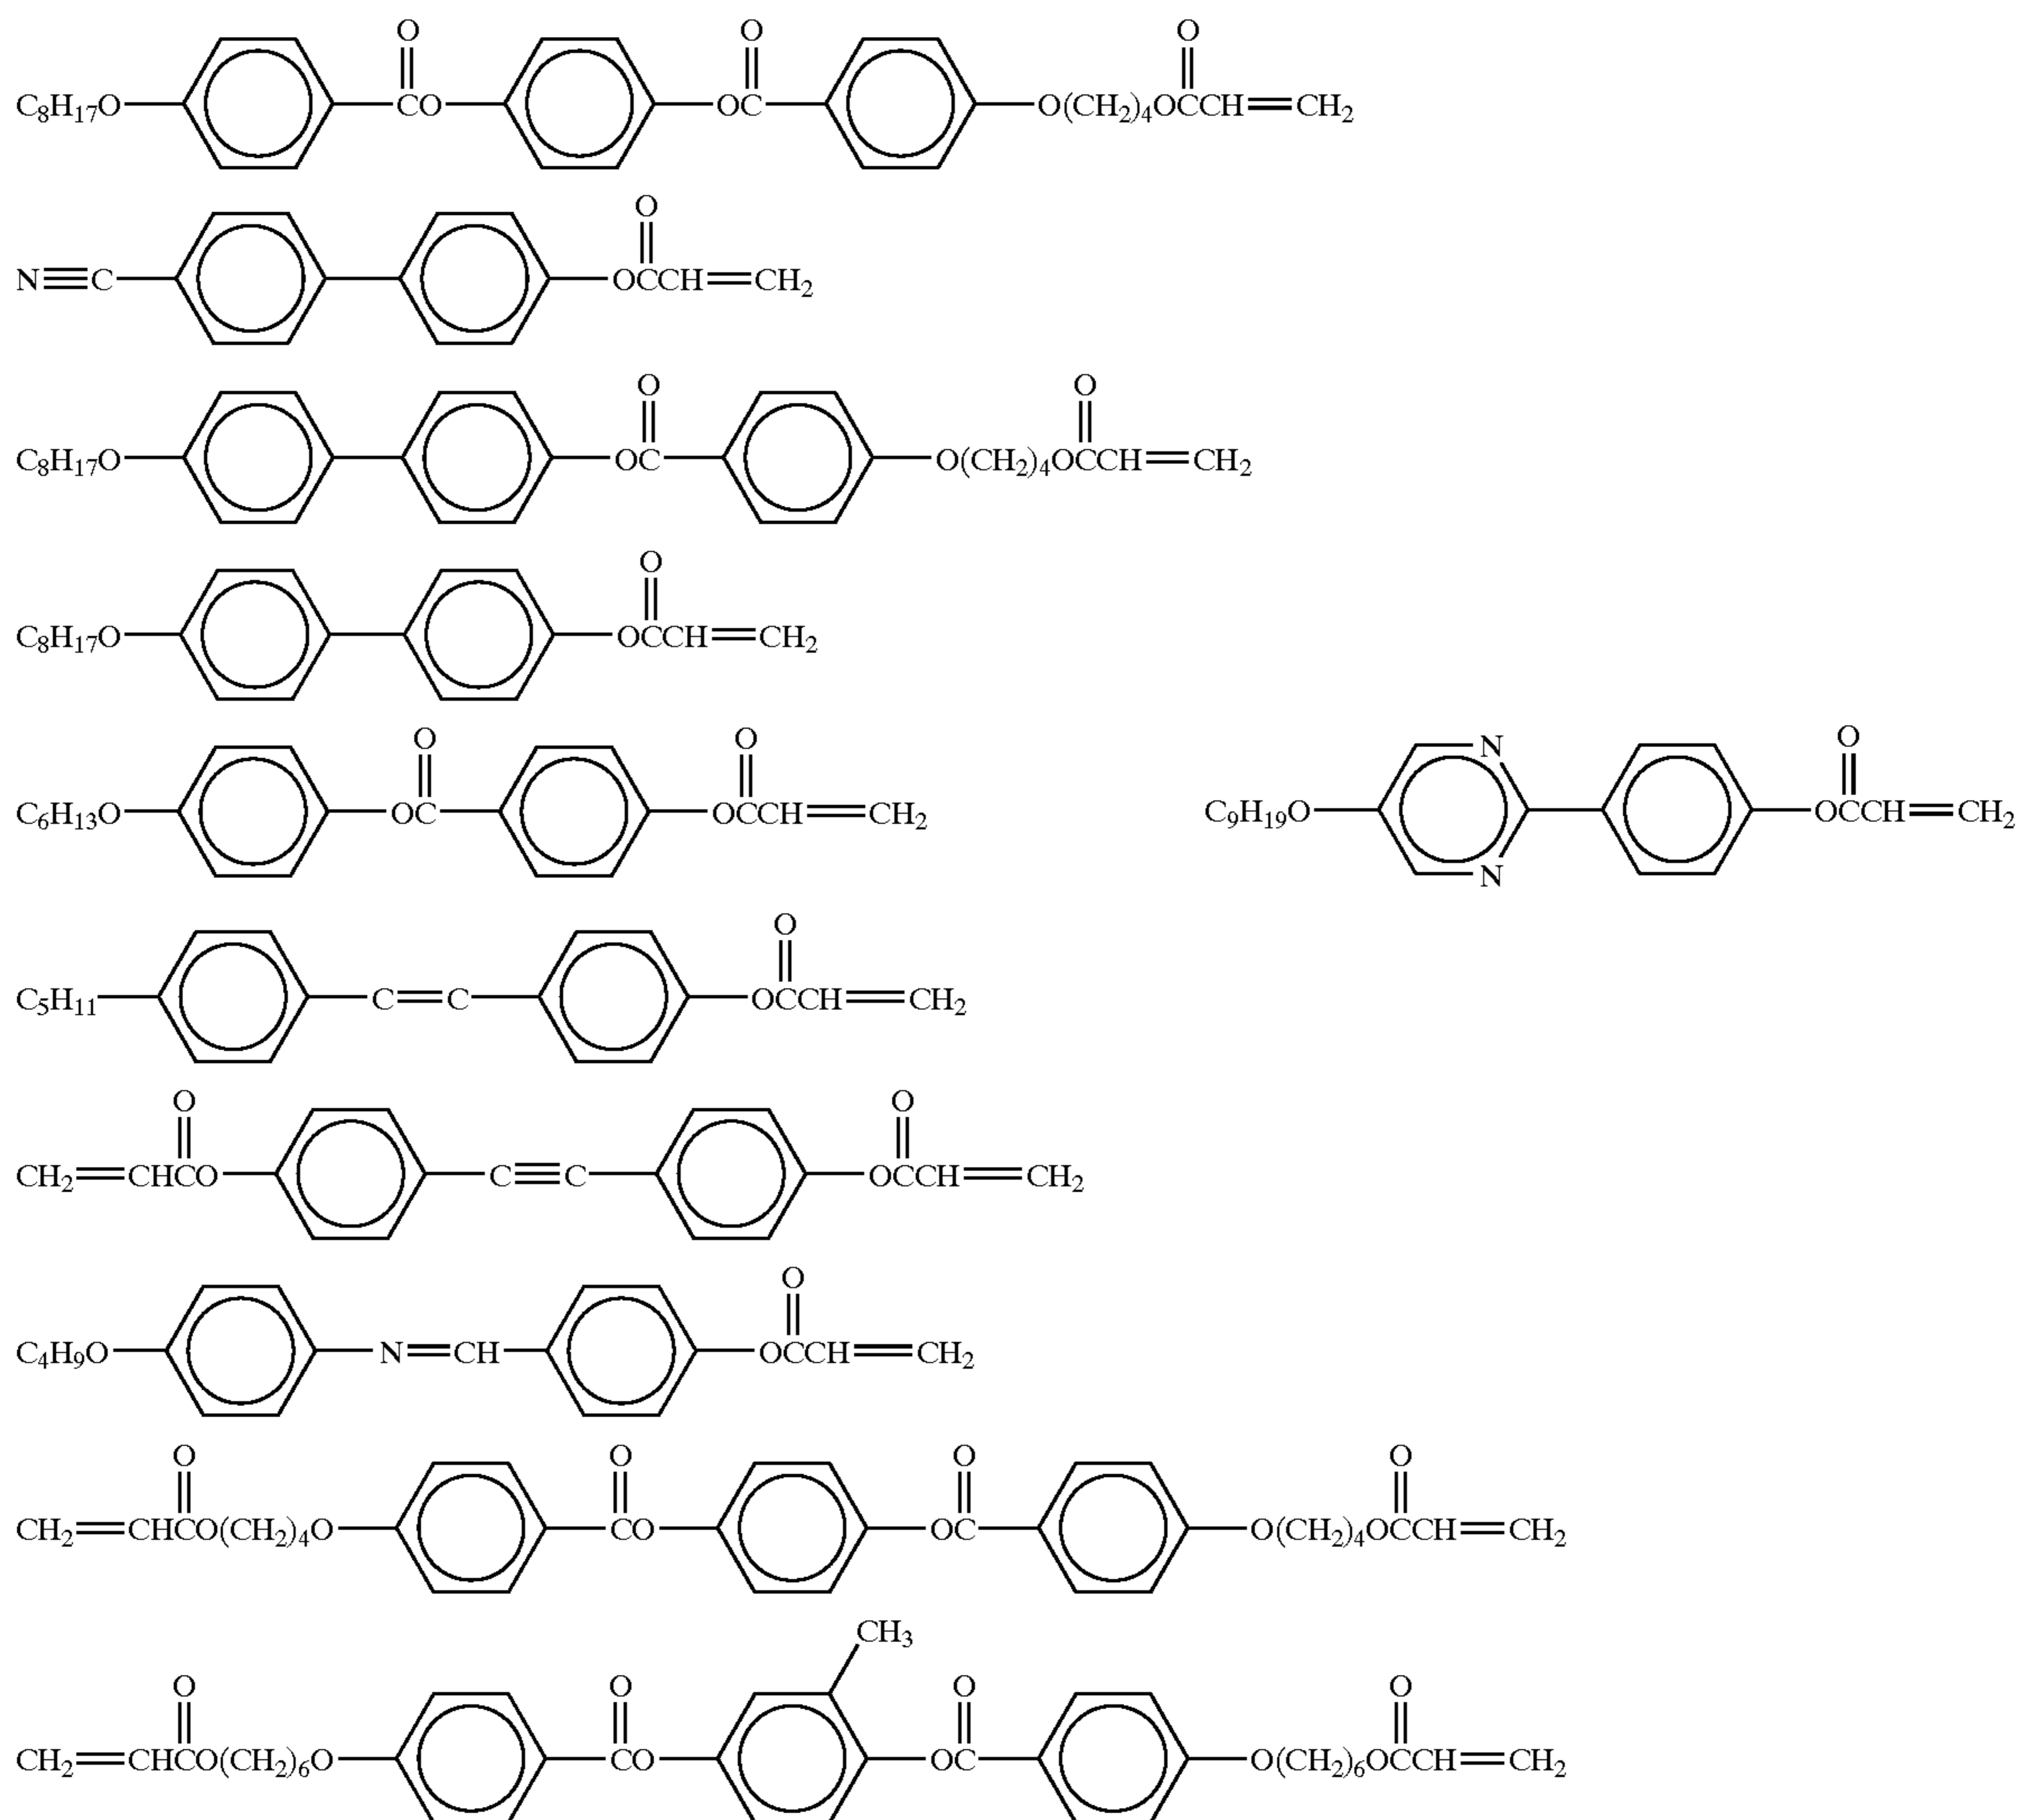 O O O
C8H17O CO OC O(CH2)4OCCH=CH2
O
N≡C OCCH=CH2
O O
C8H17O OC O(CH2)4OCCH=CH2
O
C8H17O OCCH=CH2
O O
C6H13O OC OCCH=CH2
N O
C9H19O OCCH=CH2
N
O
C5H11 C=C OCCH=CH2
O O
CH2=CHCO C≡C OCCH=CH2
O
C4H9O N=CH OCCH=CH2
O O O O
CH2=CHCO(CH2)4O CO OC O(CH2)4OCCH=CH2
CH3
O O O O
CH2=CHCO(CH2)6O CO OC O(CH2)6OCCH=CH2